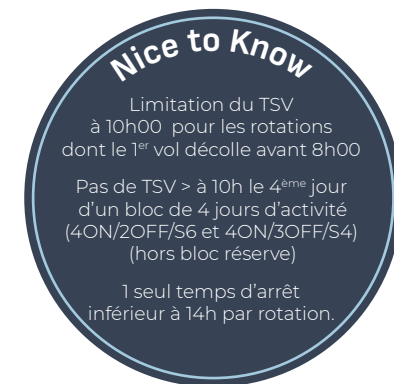 Nice to Know
Limitation du TSV
à 10h00 pour les rotations
dont le 1er vol décolle avant 8h00
Pas de TSV > à 10h le 4ème jour
d'un bloc de 4 jours d'activité
(4ON/2OFF/S6 et 4ON/3OFF/S4)
(hors bloc réserve)
1 seul temps d'arrêt
inférieur à 14h par rotation.